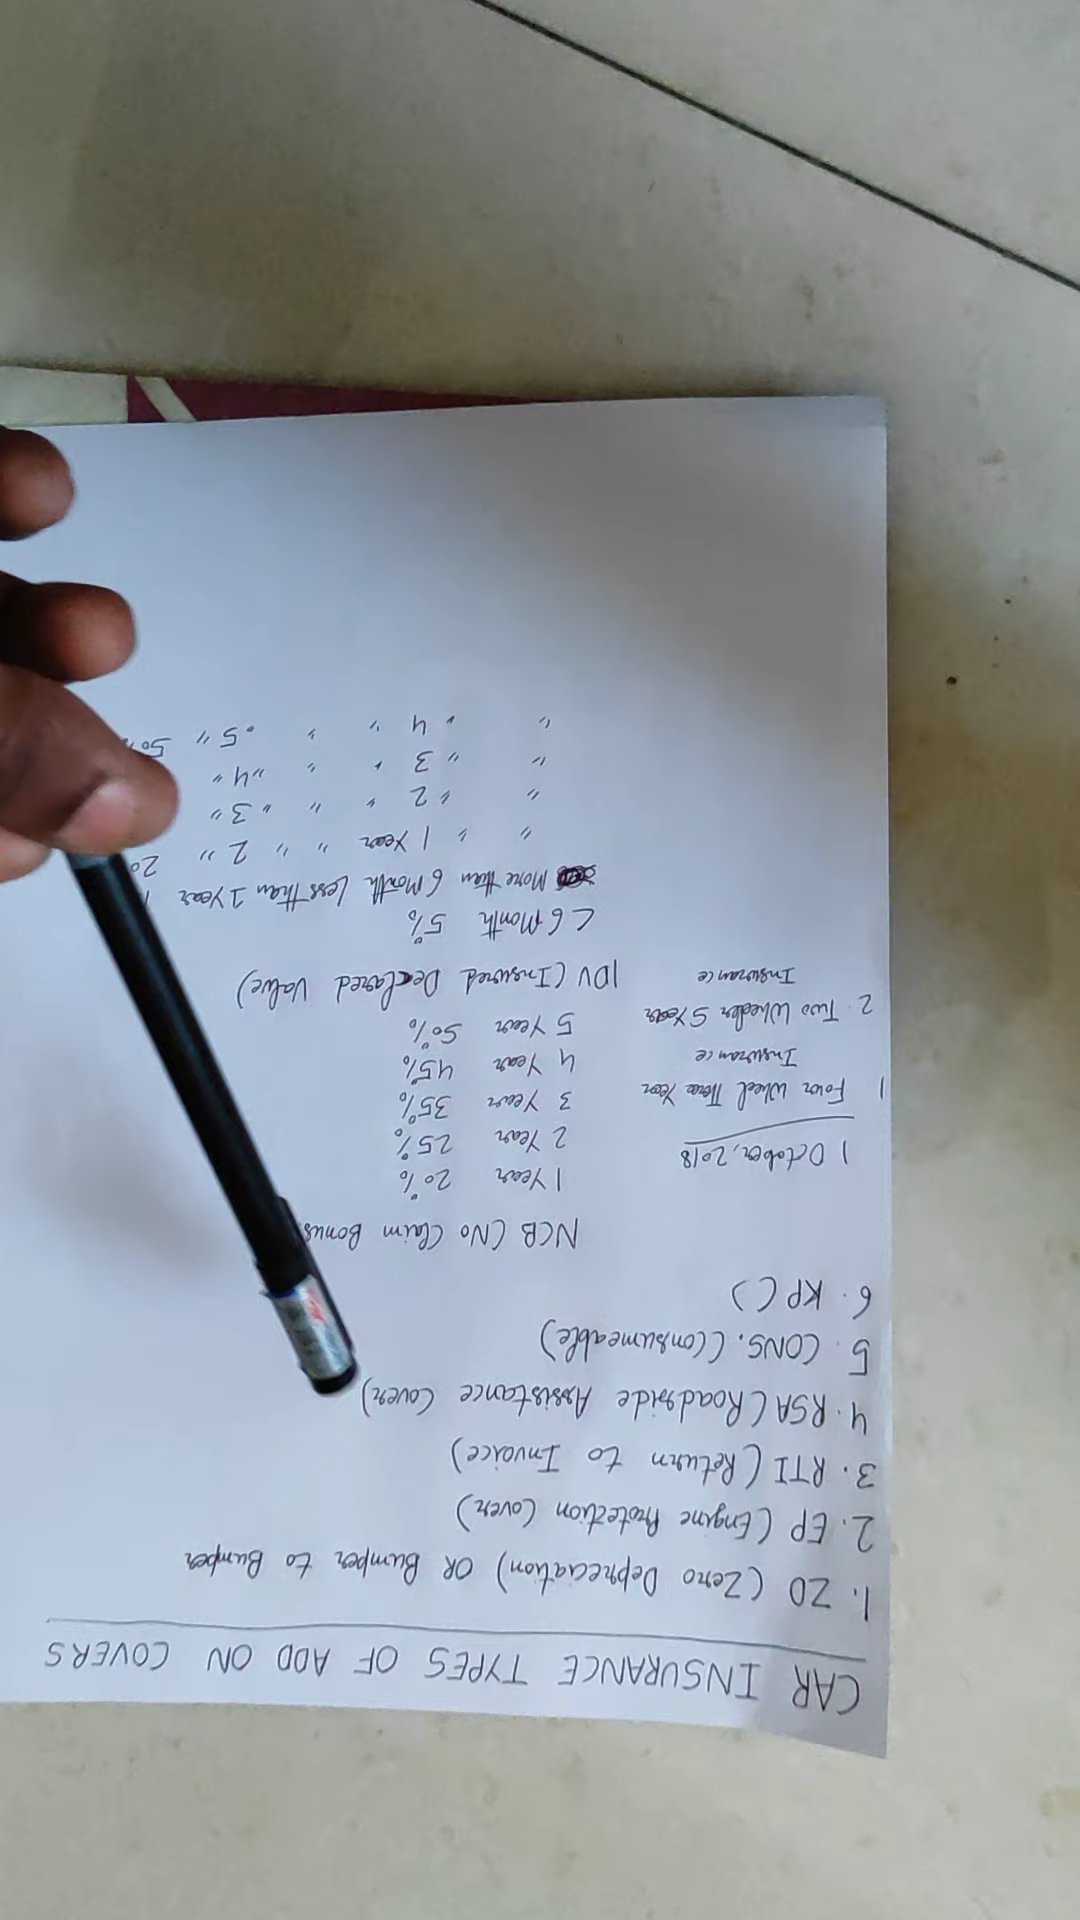 CAR INSURANCE TYPES OF ADD ON COVERS
1. ZD (Zero Depreciation) OR Bumper to Bumper
2. EP (Engine Protection Cover)
3. RTI (Return to Invoice)
4. RSA (Roadside Assistance Cover)
5. CONS. (Consumeable)
6. KP ( )
NCB (No Claim Bonus
1 Year 20%
2 Year 25%
3 Year 35%
4 Year 45%
5 Year 50%
1 October, 2018
1 Four Wheel Year
Insurance
2. Two Wheeler 5 Year
Insurance
IDV (Insured Declared Value)
< 6 Month 5%
More than 6 Month Less than 1 Year 1
" " 1 Year " " 2 " 20
" " 2 " " " 3 "
" " 3 " " " 4 "
" " 4 " " " 5 " 50%